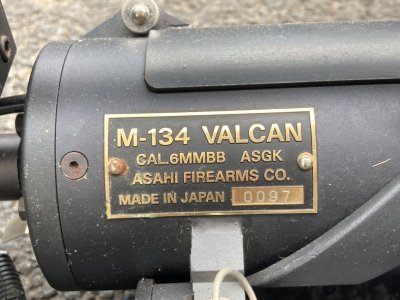 M-134 VALCAN
CAL.6MMBB ASGK
ASAHI FIREARMS CO.
MADE IN JAPAN 0097